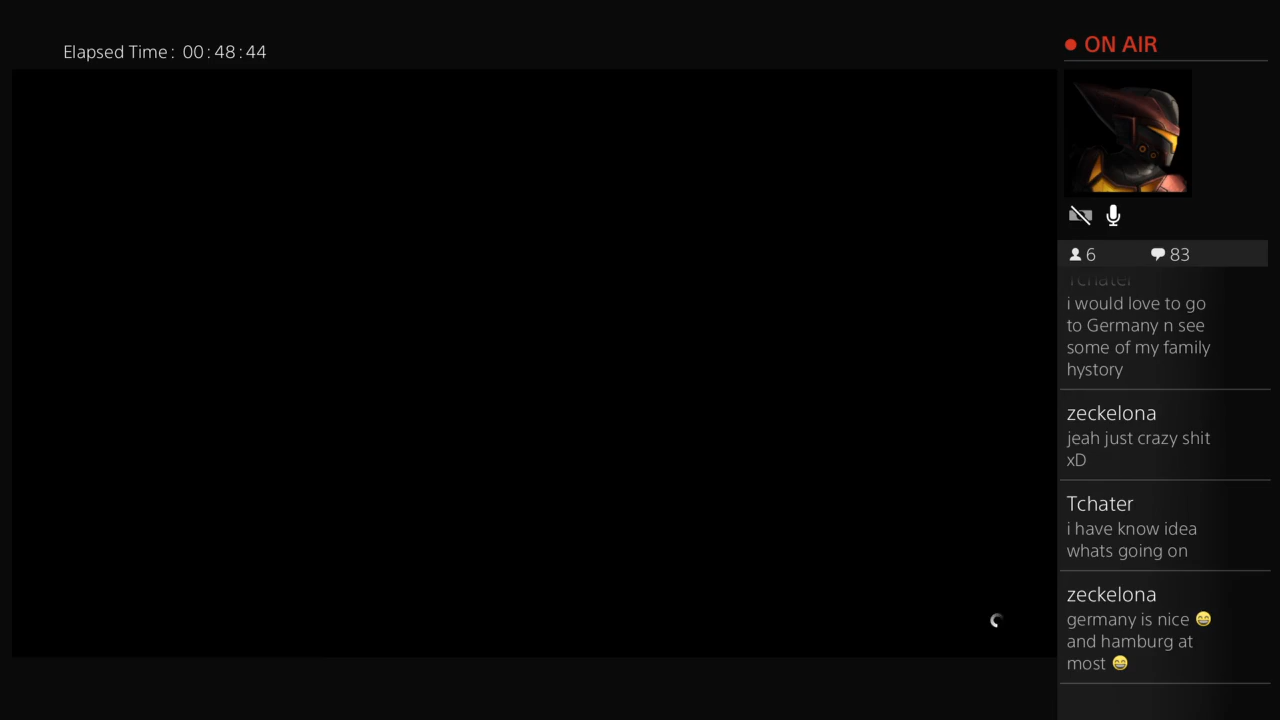 Elapsed Time: 00:48:44
ON AIR
6 83
Tchater
i would love to go
to Germany n see
some of my family
hystory
zeckelona
jeah just crazy shit
xD
Tchater
i have know idea
whats going on
zeckelona
germany is nice 😁
and hamburg at
most 😁